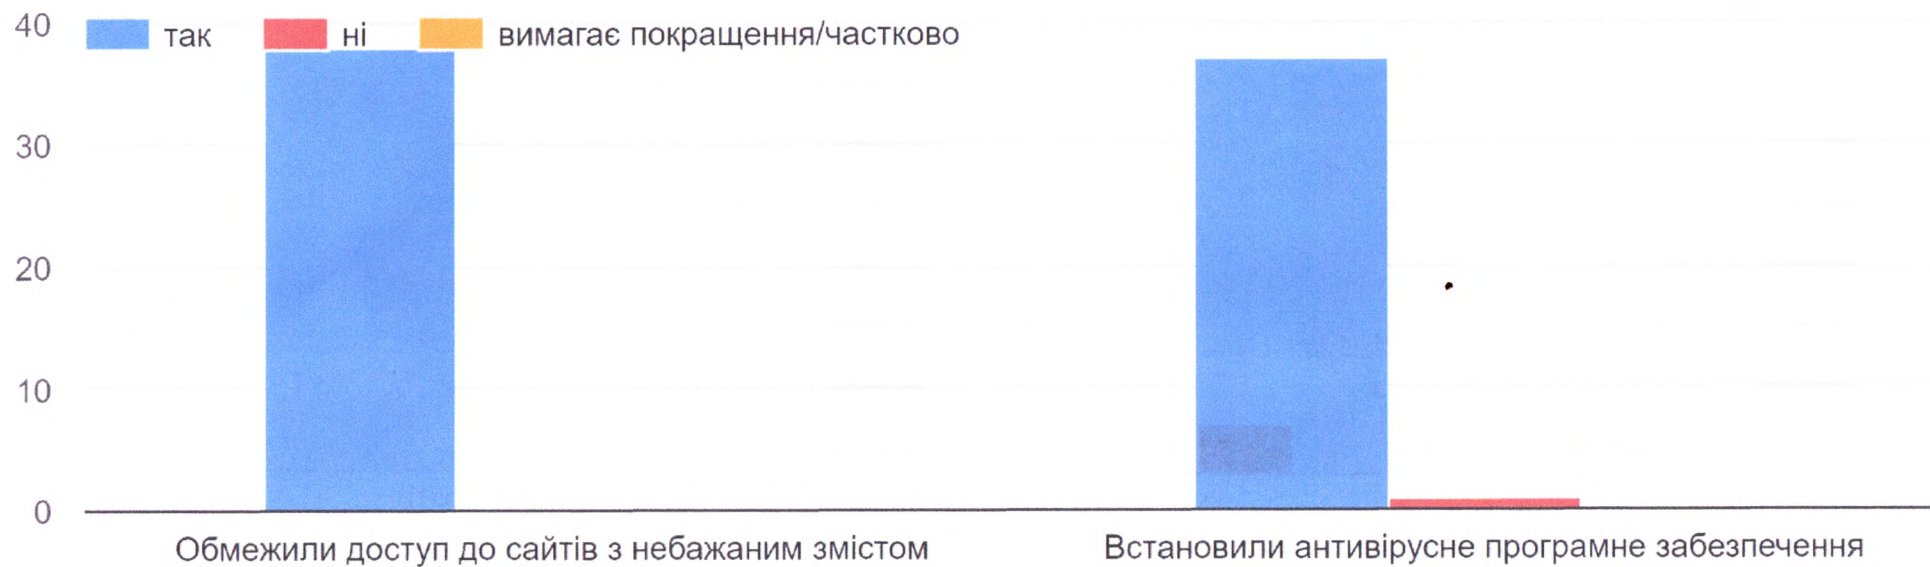 40
так ні вимагає покращення/частково
30
20
10
0
Обмежили доступ до сайтів з небажаним змістом
Встановили антивірусне програмне забезпечення